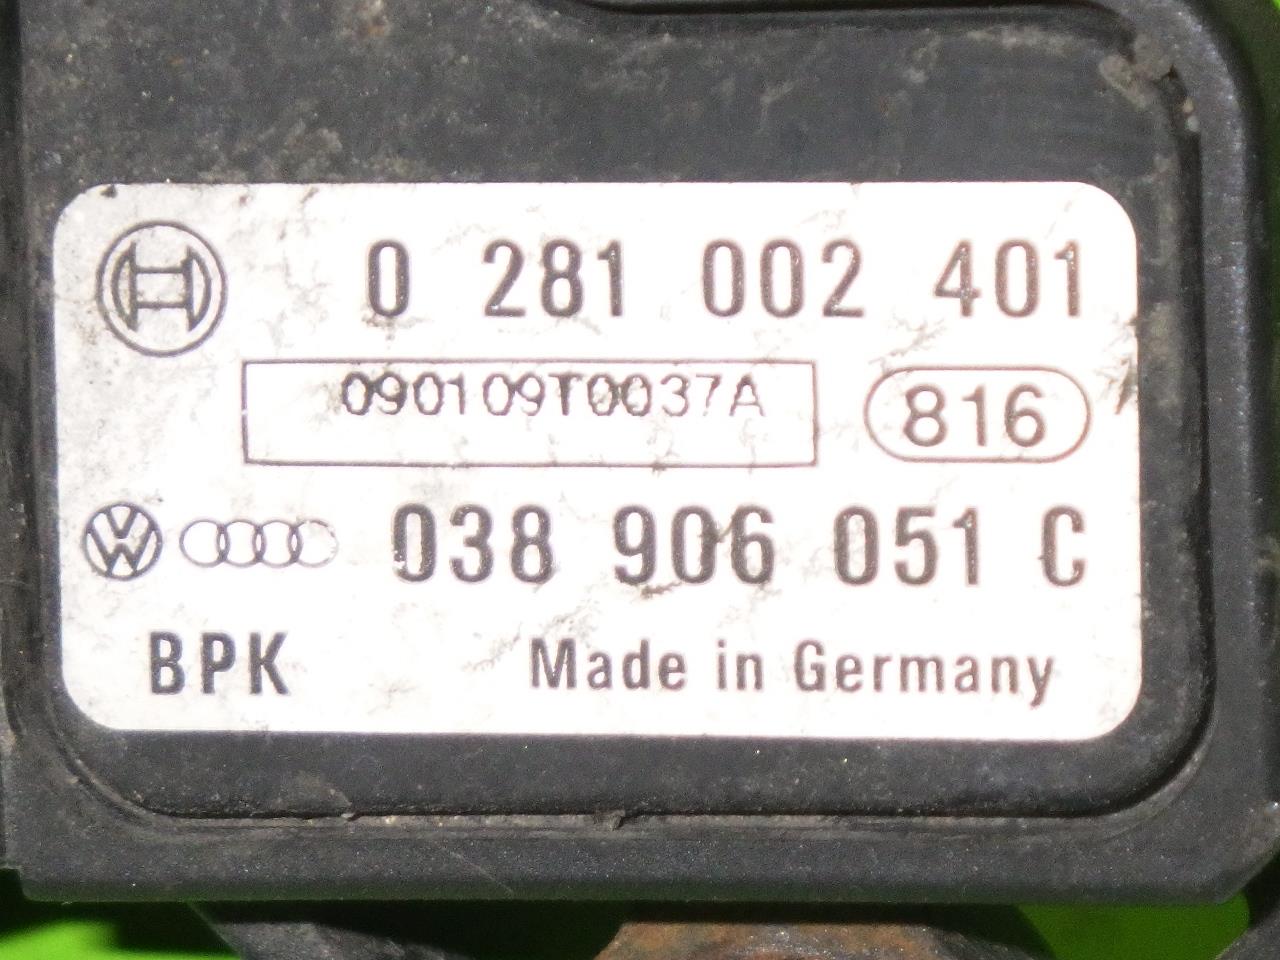 0 281 002 401
090109T0037A
816
038 906 051 C
BPK Made in Germany